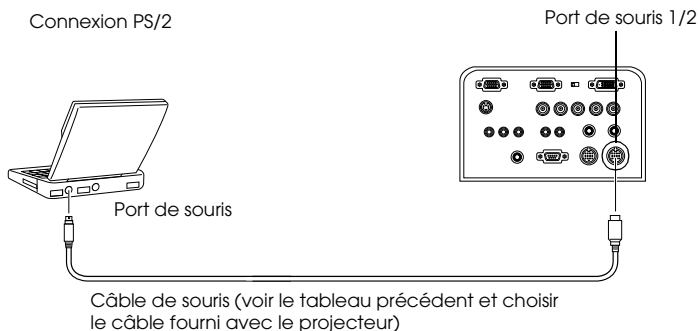 Connexion PS/2
Port de souris 1/2
Port de souris
Câble de souris (voir le tableau précédent et choisir
le câble fourni avec le projecteur)